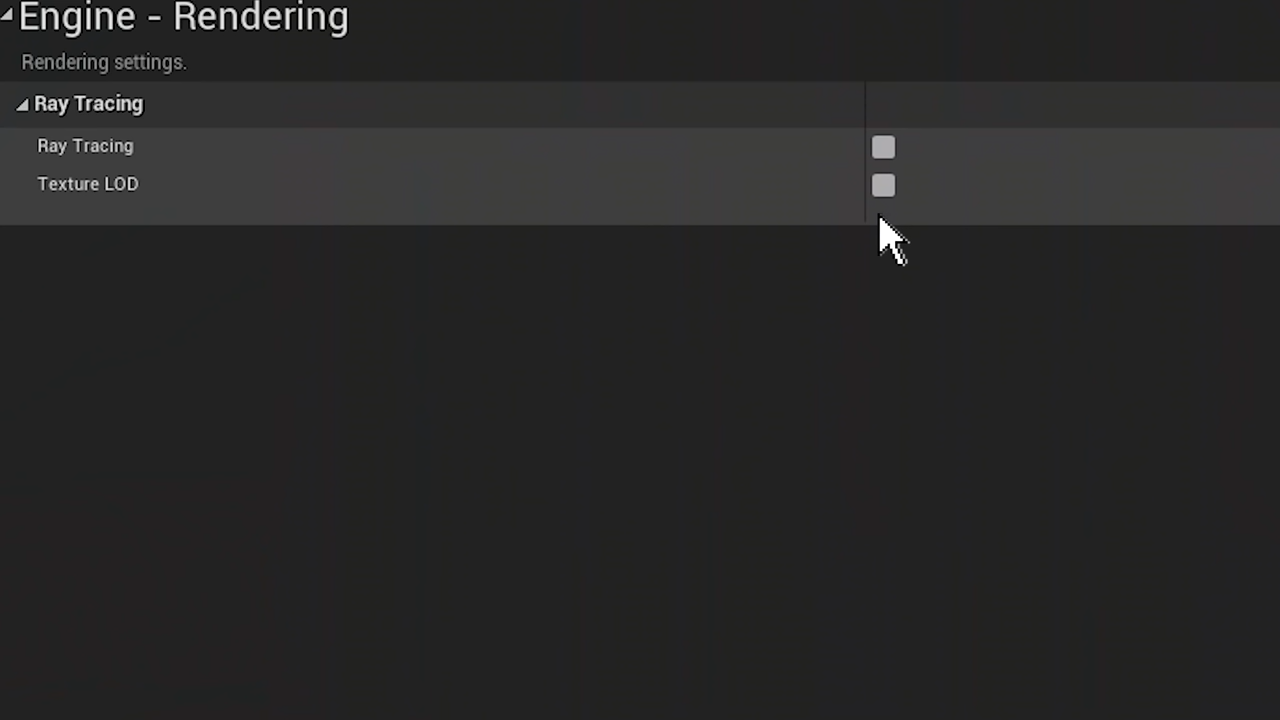 Engine - Rendering
Rendering settings.
Ray Tracing
Ray Tracing
Texture LOD